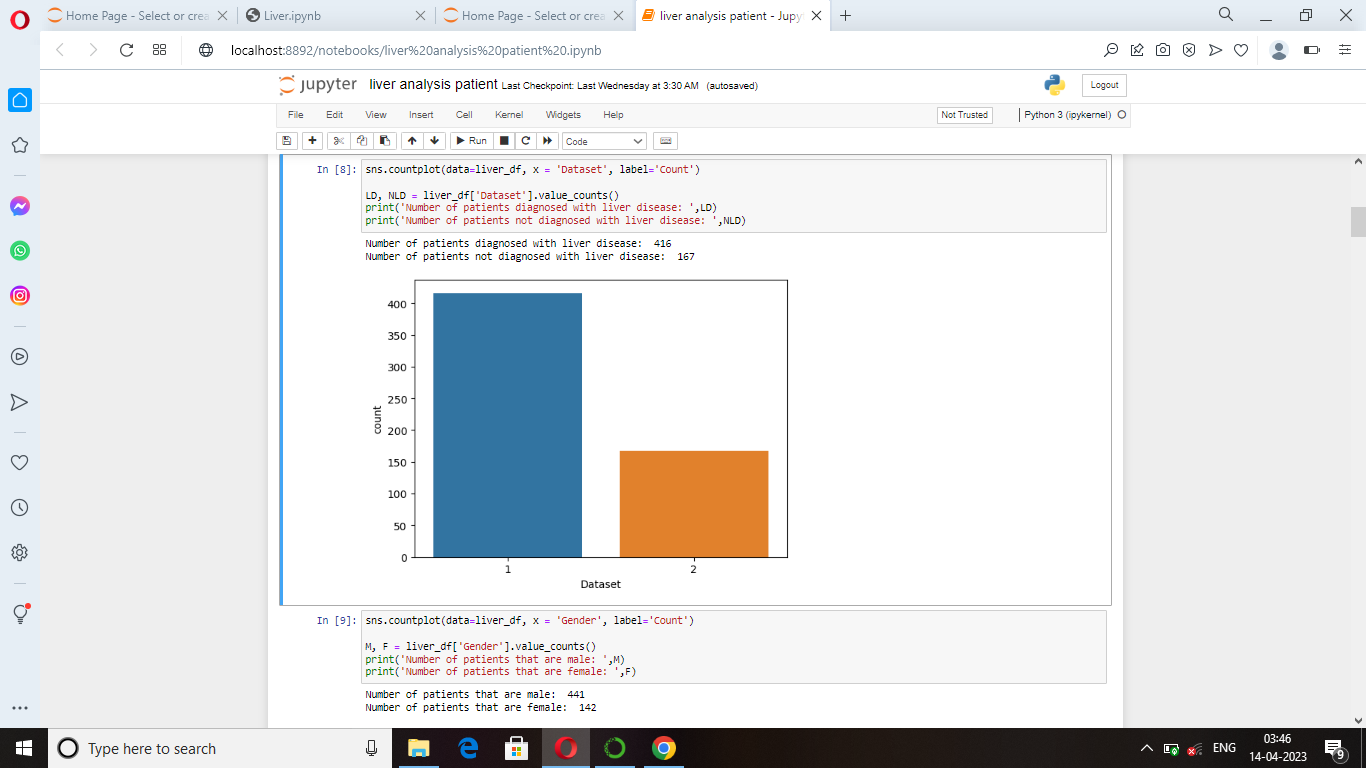 Home Page - Select or crea
Liver.ipynb
Home Page - Select or crea
liver analysis patient - Jupy
localhost:8892/notebooks/liver%20analysis%20patient%20.ipynb
jupyter liver analysis patient Last Checkpoint: Last Wednesday at 3:30 AM (autosaved)
Logout
File Edit View Insert Cell Kernel Widgets Help
Not Trusted
Python 3 (ipykernel)
Run
Code
In [8]: sns.countplot(data=liver_df, x = 'Dataset', label='Count')
LD, NLD = liver_df['Dataset'].value_counts()
print('Number of patients diagnosed with liver disease: ',LD)
print('Number of patients not diagnosed with liver disease: ',NLD)
Number of patients diagnosed with liver disease:  416
Number of patients not diagnosed with liver disease:  167
400
350
300
250
200
150
100
50
0
count
1 2
Dataset
In [9]: sns.countplot(data=liver_df, x = 'Gender', label='Count')
M, F = liver_df['Gender'].value_counts()
print('Number of patients that are male: ',M)
print('Number of patients that are female: ',F)
Number of patients that are male:  441
Number of patients that are female:  142
Type here to search
ENG
03:46
14-04-2023
9